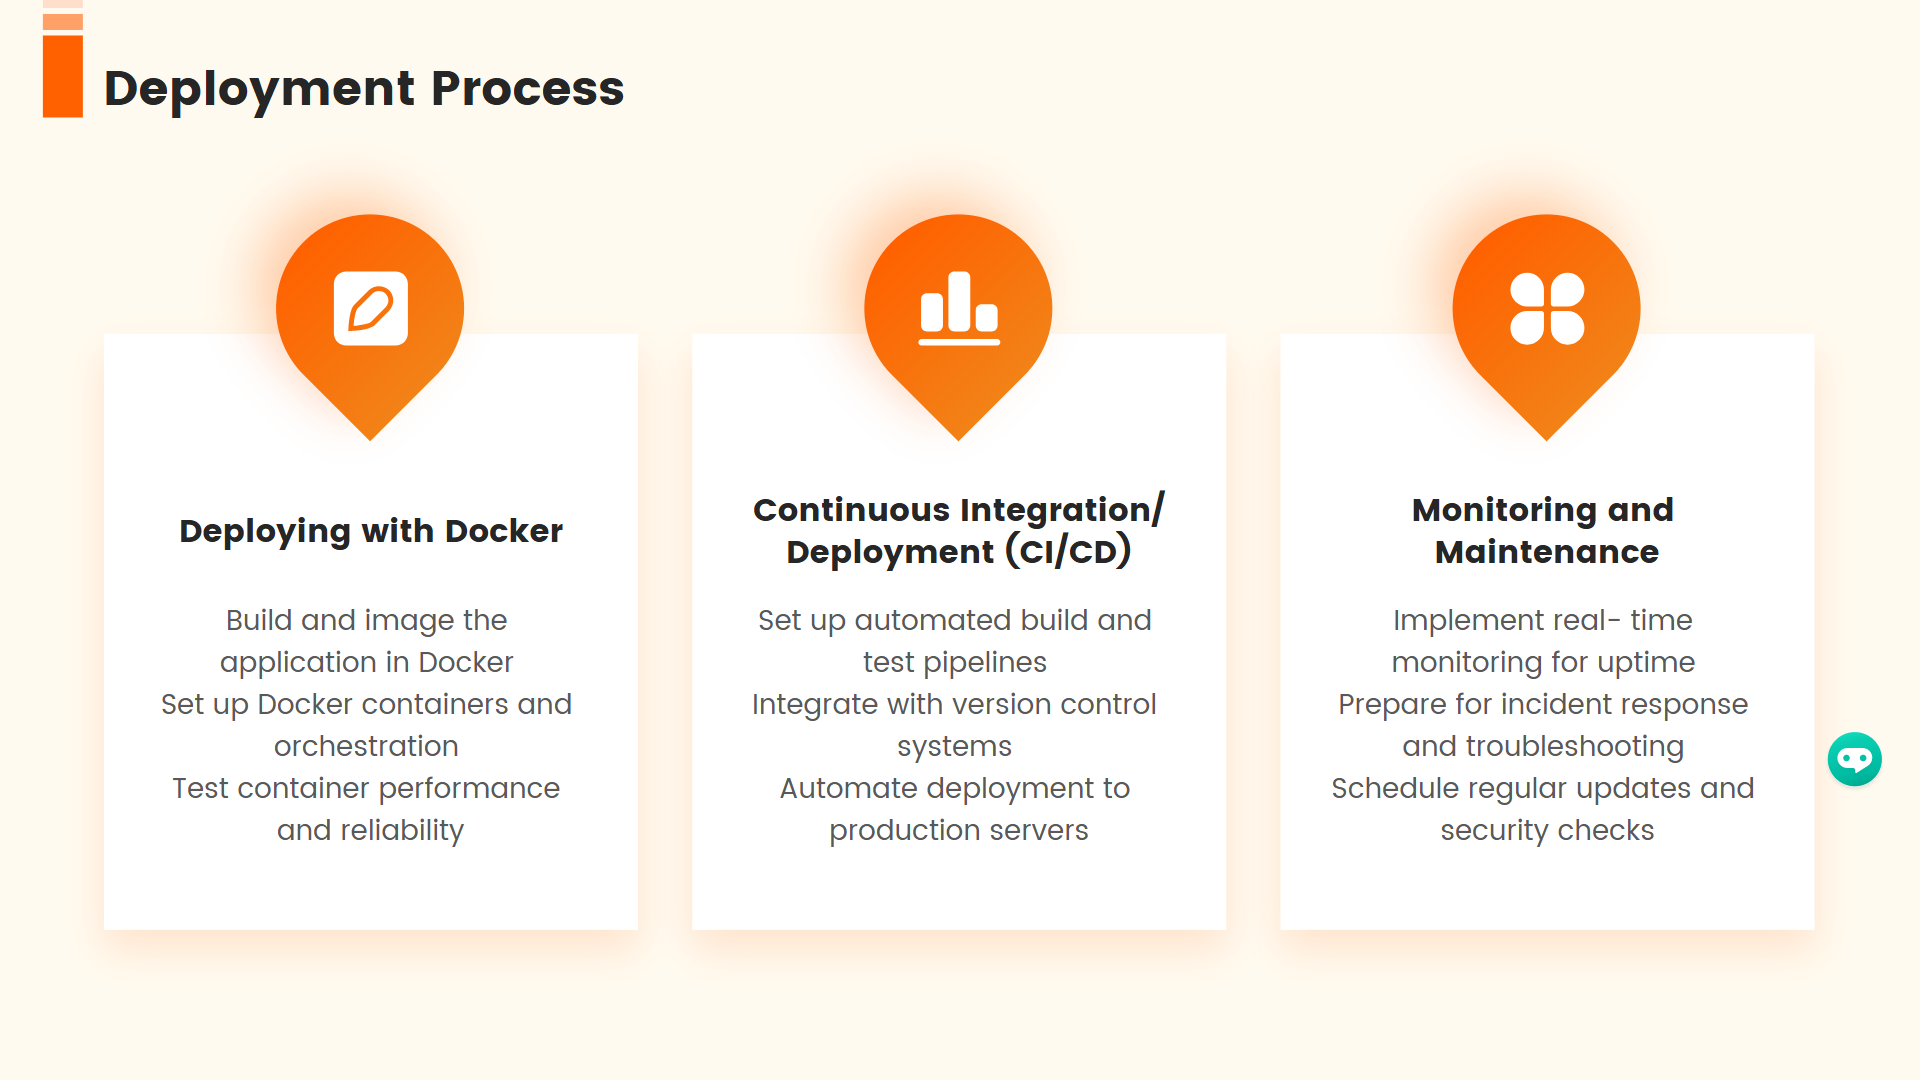 Deployment Process
Deploying with Docker
Build and image the
application in Docker
Set up Docker containers and
orchestration
Test container performance
and reliability
Continuous Integration/
Deployment (CI/CD)
Set up automated build and
test pipelines
Integrate with version control
systems
Automate deployment to
production servers
Monitoring and
Maintenance
Implement real- time
monitoring for uptime
Prepare for incident response
and troubleshooting
Schedule regular updates and
security checks